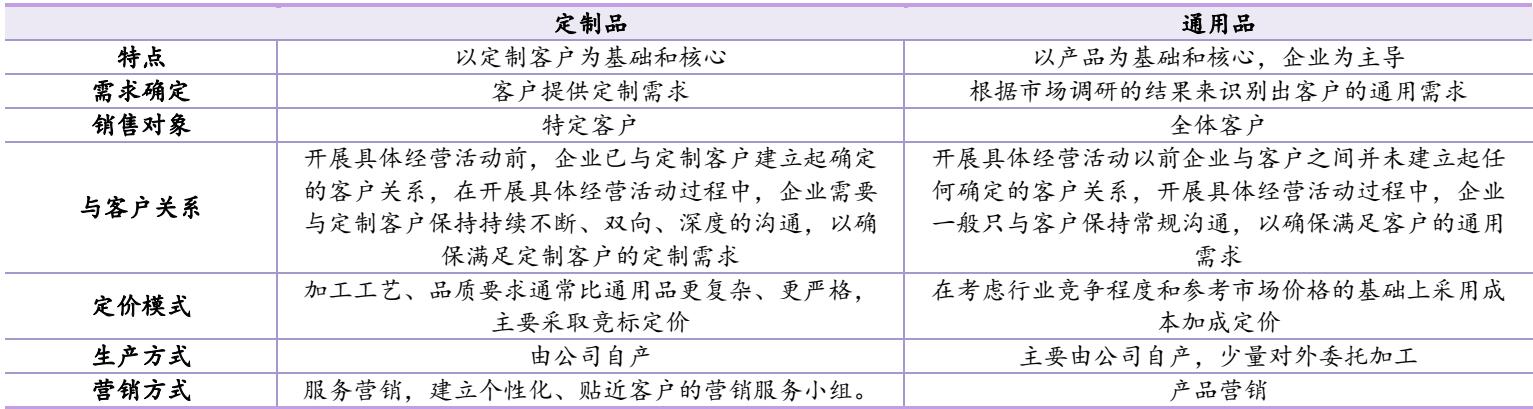 定制品 通用品
特点 以定制客户为基础和核心 以产品为基础和核心，企业为主导
需求确定 客户提供定制需求 根据市场调研的结果来识别出客户的通用需求
销售对象 特定客户 全体客户
与客户关系
开展具体经营活动前，企业已与定制客户建立起确定
的客户关系，在开展具体经营活动过程中，企业需要
与定制客户保持持续不断、双向、深度的沟通，以确
保满足定制客户的定制需求
开展具体经营活动以前企业与客户之间并未建立起任
何确定的客户关系，开展具体经营活动过程中，企业
一般只与客户保持常规沟通，以确保满足客户的通用
需求
定价模式
加工工艺、品质要求通常比通用品更复杂、更严格，
主要采取竞标定价
在考虑行业竞争程度和参考市场价格的基础上采用成
本加成定价
生产方式 由公司自产 主要由公司自产，少量对外委托加工
营销方式 服务营销，建立个性化、贴近客户的营销服务小组。 产品营销